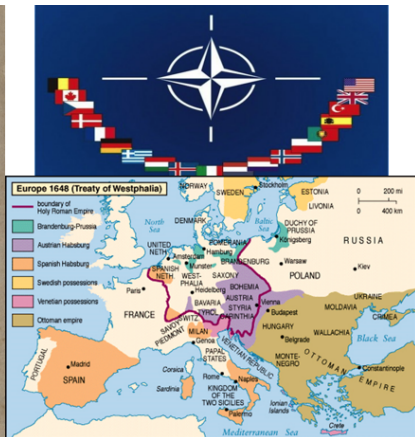 Europe 1648 (Treaty of Westphalia)
boundary of
Holy Roman Empire
Brandenburg-Prussia
Austrian Habsburg
Spanish Habsburg
Swedish possessions
Venetian possessions
Ottoman empire
0 200 mi
0 400 km
NORWAY
SWEDEN
Stockholm
ESTONIA
LIVONIA
North
Sea
DENMARK
Baltic
Sea
DUCHY OF
PRUSSIA
Königsberg
RUSSIA
POMERANIA
Hamburg
BRANDENBURG
UNITED
NETH
Amsterdam
Munster
Warsaw
POLAND
Kiev
SPANISH
NETH
WEST-
PHALIA
SAXONY
Paris
Heidelberg
BOHEMIA
FRANCE
BAVARIA
AUSTRIA
Vienna
TYROL
STYRIA
CARINTHIA
Budapest
UKRAINE
MOLDAVIA
CRIMEA
SWITZ
SAVOY
PIEDMONT
MILAN
Genoa
VENETIAN REPUBLIC
HUNGARY
Belgrade
WALLACHIA
Black Sea
PORTUGAL
Madrid
SPAIN
Corsica
Sardinia
PAPAL
STATES
Rome
Naples
KINGDOM
OF THE
TWO SICILIES
Palermo
MONTE-
NEGRO
OTTOMAN EMPIRE
Constantinople
Ionian
Islands
Crete
Mediterranean Sea